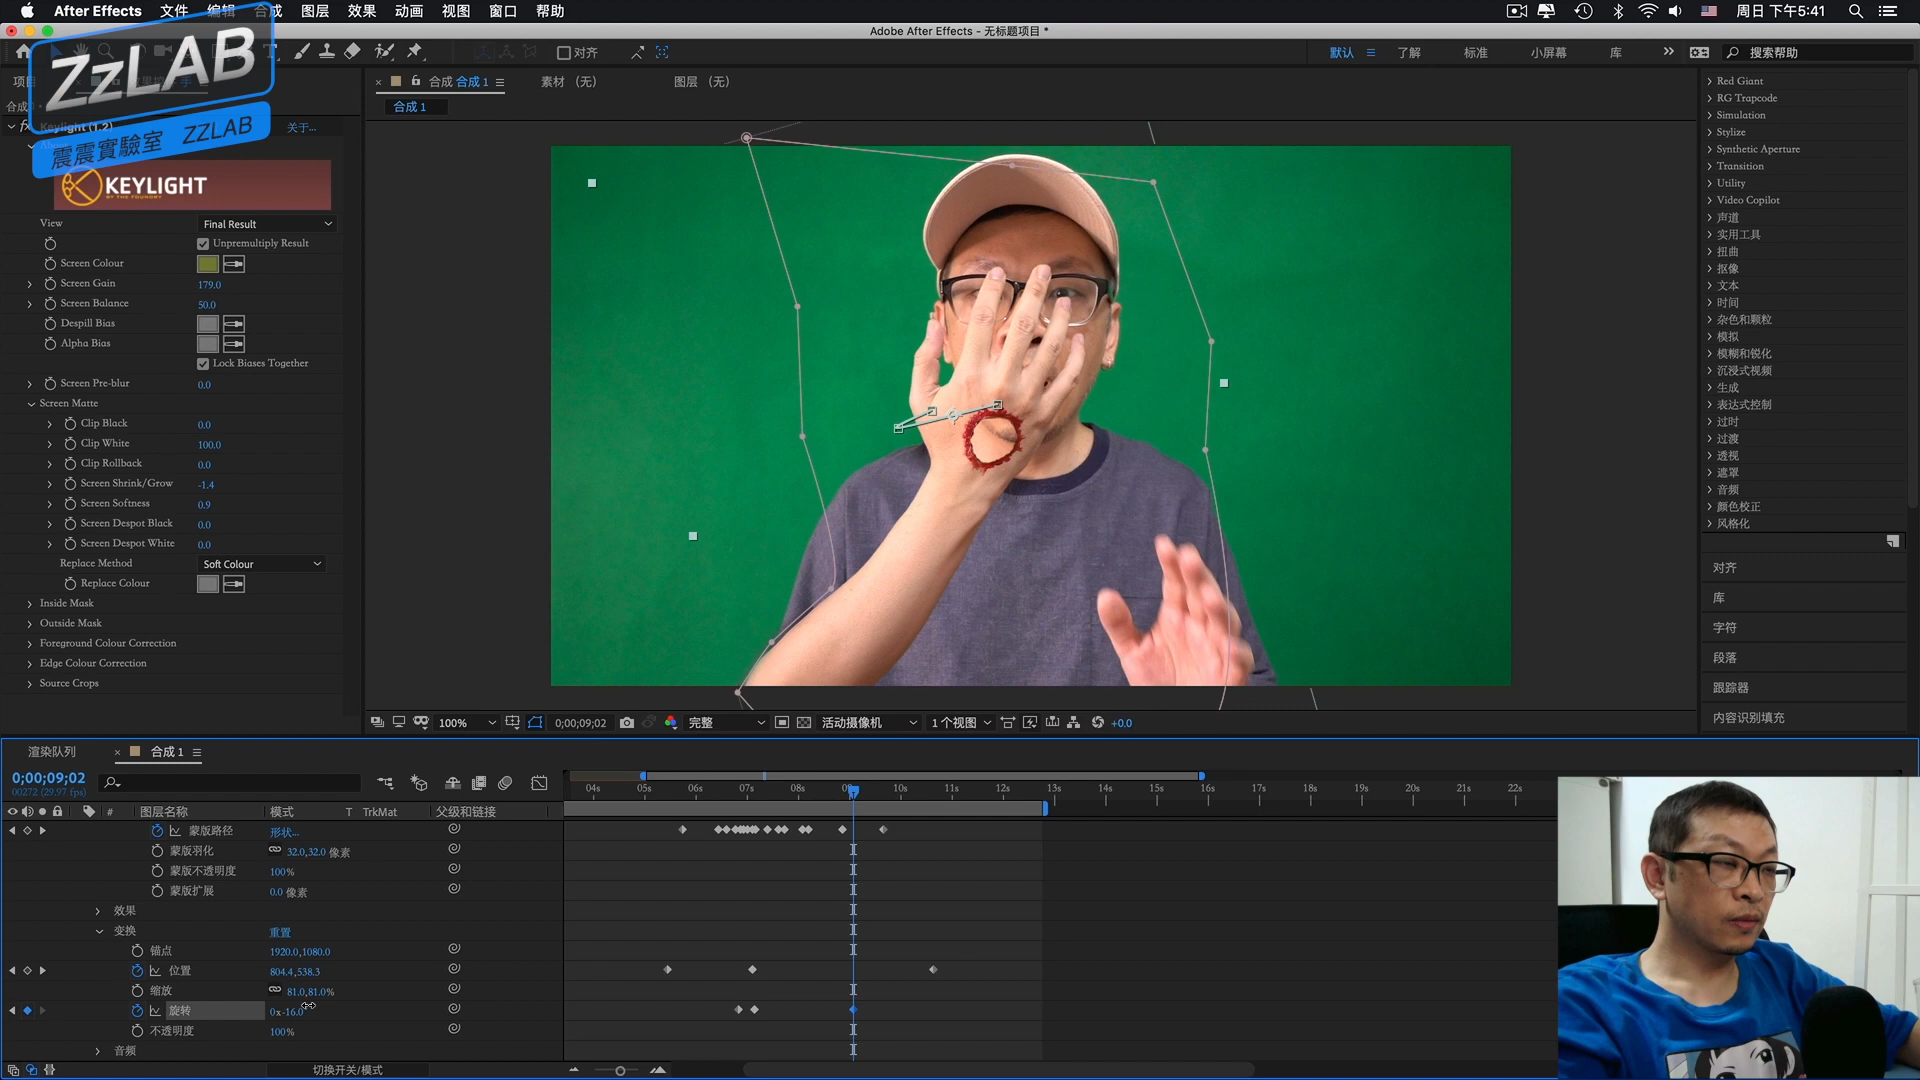 After Effects 文件 编辑 合成 图层 效果 动画 视图 窗口 帮助 周日 下午5:41
Adobe After Effects - 无标题项目 *
对齐 默认 了解 标准 小屏幕 库 搜索帮助
ZzLAB
震震實驗室 ZZLAB
合成 合成 1 素材 (无) 图层 (无)
合成 1
Keylight (1.2) 关于...
KEYLIGHT
BY THE FOUNDRY
View Final Result
Unpremultiply Result
Screen Colour
Screen Gain 179.0
Screen Balance 50.0
Despill Bias
Alpha Bias
Lock Biases Together
Screen Pre-blur 0.0
Screen Matte
Clip Black 0.0
Clip White 100.0
Clip Rollback 0.0
Screen Shrink/Grow -1.4
Screen Softness 0.9
Screen Despot Black 0.0
Screen Despot White 0.0
Replace Method Soft Colour
Replace Colour
Inside Mask
Outside Mask
Foreground Colour Correction
Edge Colour Correction
Source Crops
100% 0;00;09;02 完整 活动摄像机 1 个视图 +0.0
Red Giant
RG Trapcode
Simulation
Stylize
Synthetic Aperture
Transition
Utility
Video Copilot
声道
实用工具
扭曲
抠像
文本
时间
杂色和颗粒
模拟
模糊和锐化
沉浸式视频
生成
表达式控制
过时
过渡
透视
遮罩
音频
颜色校正
风格化
对齐
库
字符
段落
跟踪器
内容识别填充
渲染队列 合成 1
0;00;09;02
00272 (29.97 fps)
04s 05s 06s 07s 08s 10s 11s 12s 13s 14s 15s 16s 17s 18s 19s 20s 21s 22s
# 图层名称 模式 T TrkMat 父级和链接
蒙版路径 形状...
蒙版羽化 32.0,32.0 像素
蒙版不透明度 100%
蒙版扩展 0.0 像素
效果
变换 重置
锚点 1920.0,1080.0
位置 804.4,538.3
缩放 81.0,81.0%
旋转 0x-16.0°
不透明度 100%
音频
切换开关/模式